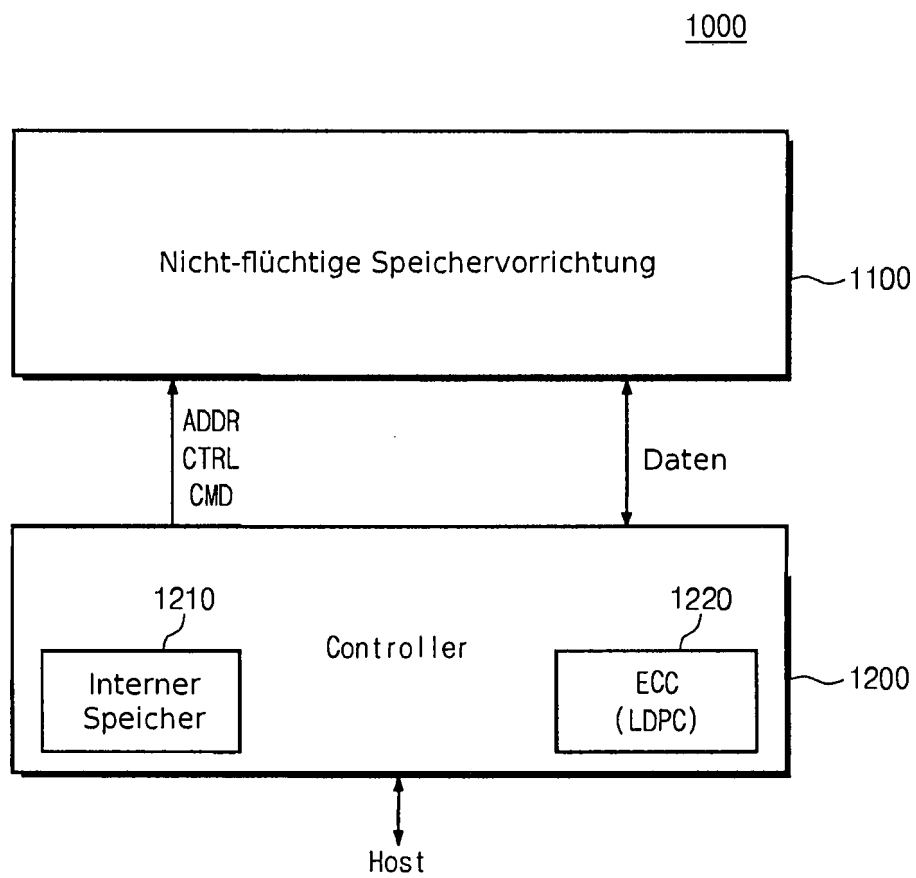 1000
Nicht-flüchtige Speichervorrichtung
1100
ADDR
CTRL
CMD
Daten
1210
1220
Controller
Interner
Speicher
ECC
(LDPC)
1200
Host